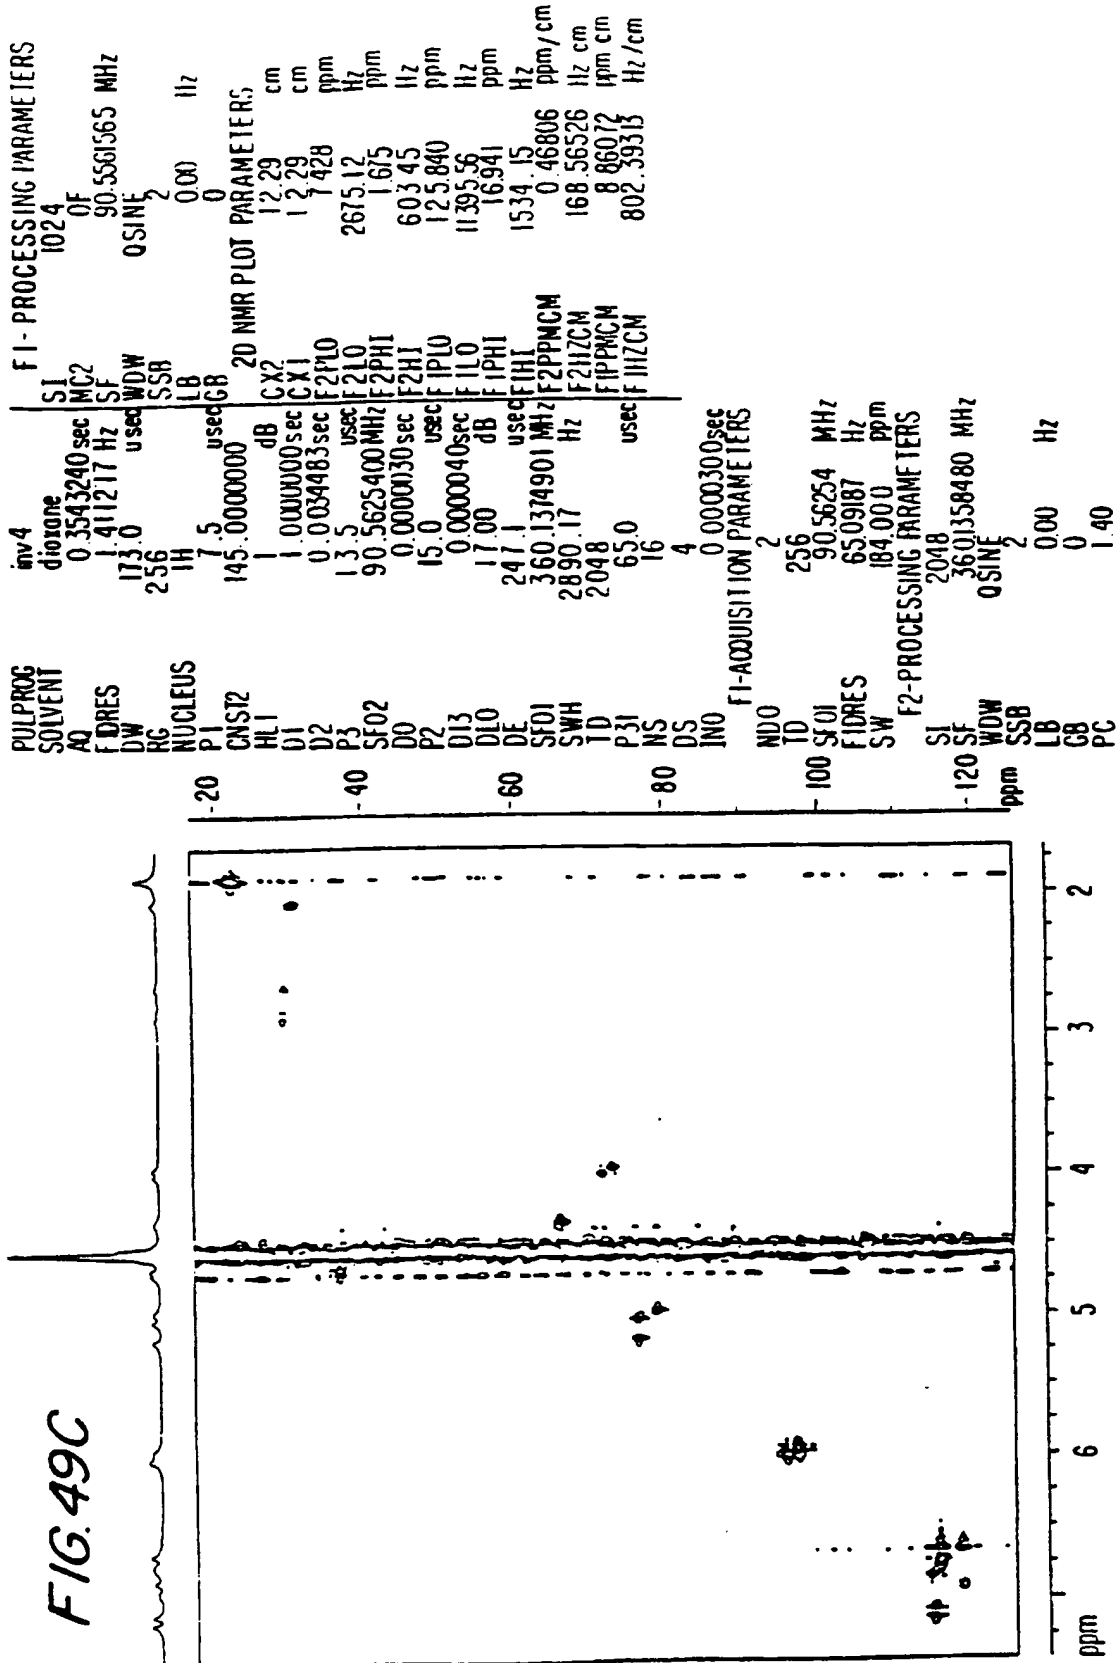 FIG. 49C
ppm
6
5
4
3
2
-20
-40
-60
-80
-100
-120
ppm
PULPROG inv4
SOLVENT dioxane
AQ 0.3543240 sec
FIDRES 1.411217 Hz
DW 173.0 usec
RG 256
NUCLEUS 1H
P1 7.5 usec
CNST2 145.0000000
HL1 1 dB
D1 1.0000000 sec
D2 0.0034483 sec
P3 13.5 usec
SFO2 90.5625400 MHz
D0 0.0000030 sec
P2 15.0 usec
D13 0.0000040 sec
DL0 17.00 dB
DE 247.1 usec
SFO1 360.1374901 MHz
SWH 2890.17 Hz
TD 2048
P31 65.0 usec
NS 16
DS 4
IN0 0.0000300 sec
F1-ACQUISITION PARAMETERS
ND0 2
TD 256
SFO1 90.56254 MHz
FIDRES 65.09187 Hz
SW 184.000 ppm
F2-PROCESSING PARAMETERS
SI 2048
SF 360.1358480 MHz
WDW QSINE
SSB 2
LB 0.00 Hz
GB 0
PC 1.40
F1- PROCESSING PARAMETERS
SI 1024
MC2 QF
SF 90.5561565 MHz
WDW QSINE
SSB 2
LB 0.00 Hz
GB 0
2D NMR PLOT PARAMETERS
CX2 12.29 cm
CX1 12.29 cm
F2PLO 7.428 ppm
F2LO 2675.12 Hz
F2PHI 1.675 ppm
F2HI 603.45 Hz
F1PLO 125.840 ppm
F1LO 11395.56 Hz
F1PHI 16.941 ppm
F1HI 1534.15 Hz
F2PPMCM 0.46806 ppm/cm
F2HZCM 168.56526 Hz cm
F1PPMCM 8.86072 ppm cm
F1HZCM 802.39313 Hz/cm